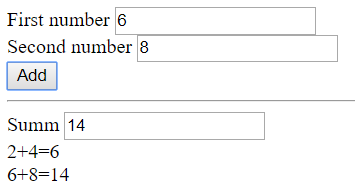 First number 6
Second number 8
Add
Summ 14
2+4=6
6+8=14